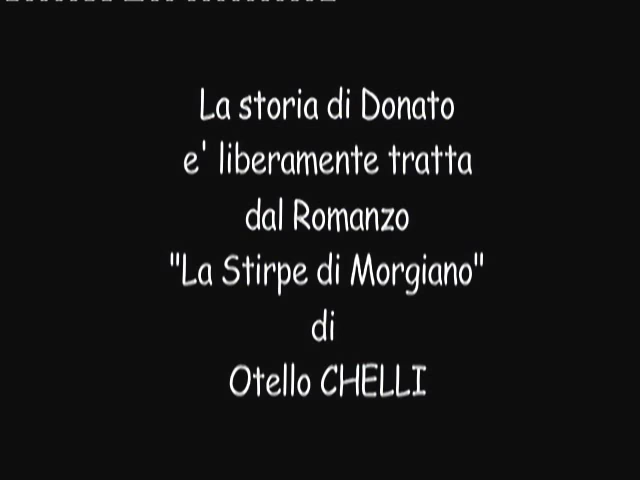 La storia di Donato
e' liberamente tratta
dal Romanzo
"La Stirpe di Morgiano"
di
Otello CHELLI